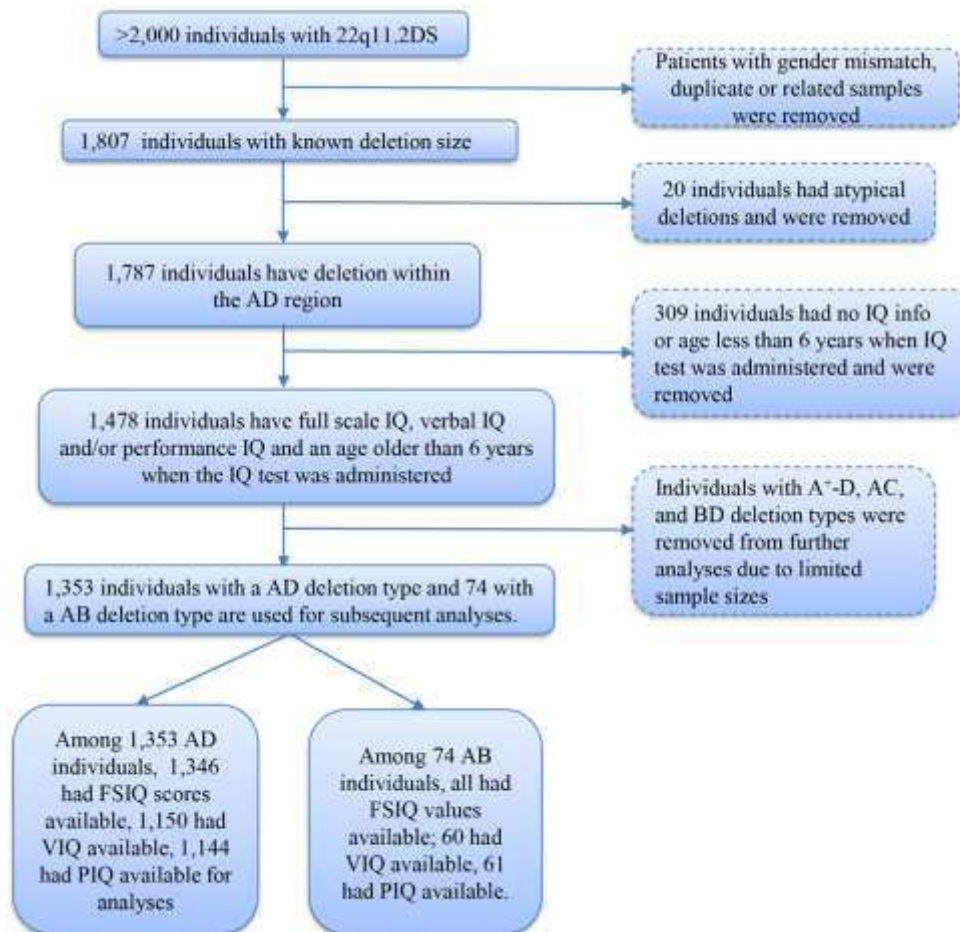 >2,000 individuals with 22q11.2DS
Patients with gender mismatch,
duplicate or related samples
were removed
1,807 individuals with known deletion size
20 individuals had atypical
deletions and were removed
1,787 individuals have deletion within
the AD region
309 individuals had no IQ info
or age less than 6 years when IQ
test was administered and were
removed
1,478 individuals have full scale IQ, verbal IQ
and/or performance IQ and an age older than 6 years
when the IQ test was administered
Individuals with A⁺-D, AC,
and BD deletion types were
removed from further
analyses due to limited
sample sizes
1,353 individuals with a AD deletion type and 74 with
a AB deletion type are used for subsequent analyses.
Among 1,353 AD
individuals, 1,346
had FSIQ scores
available, 1,150 had
VIQ available, 1,144
had PIQ available for
analyses
Among 74 AB
individuals, all had
FSIQ values
available; 60 had
VIQ available, 61
had PIQ available.